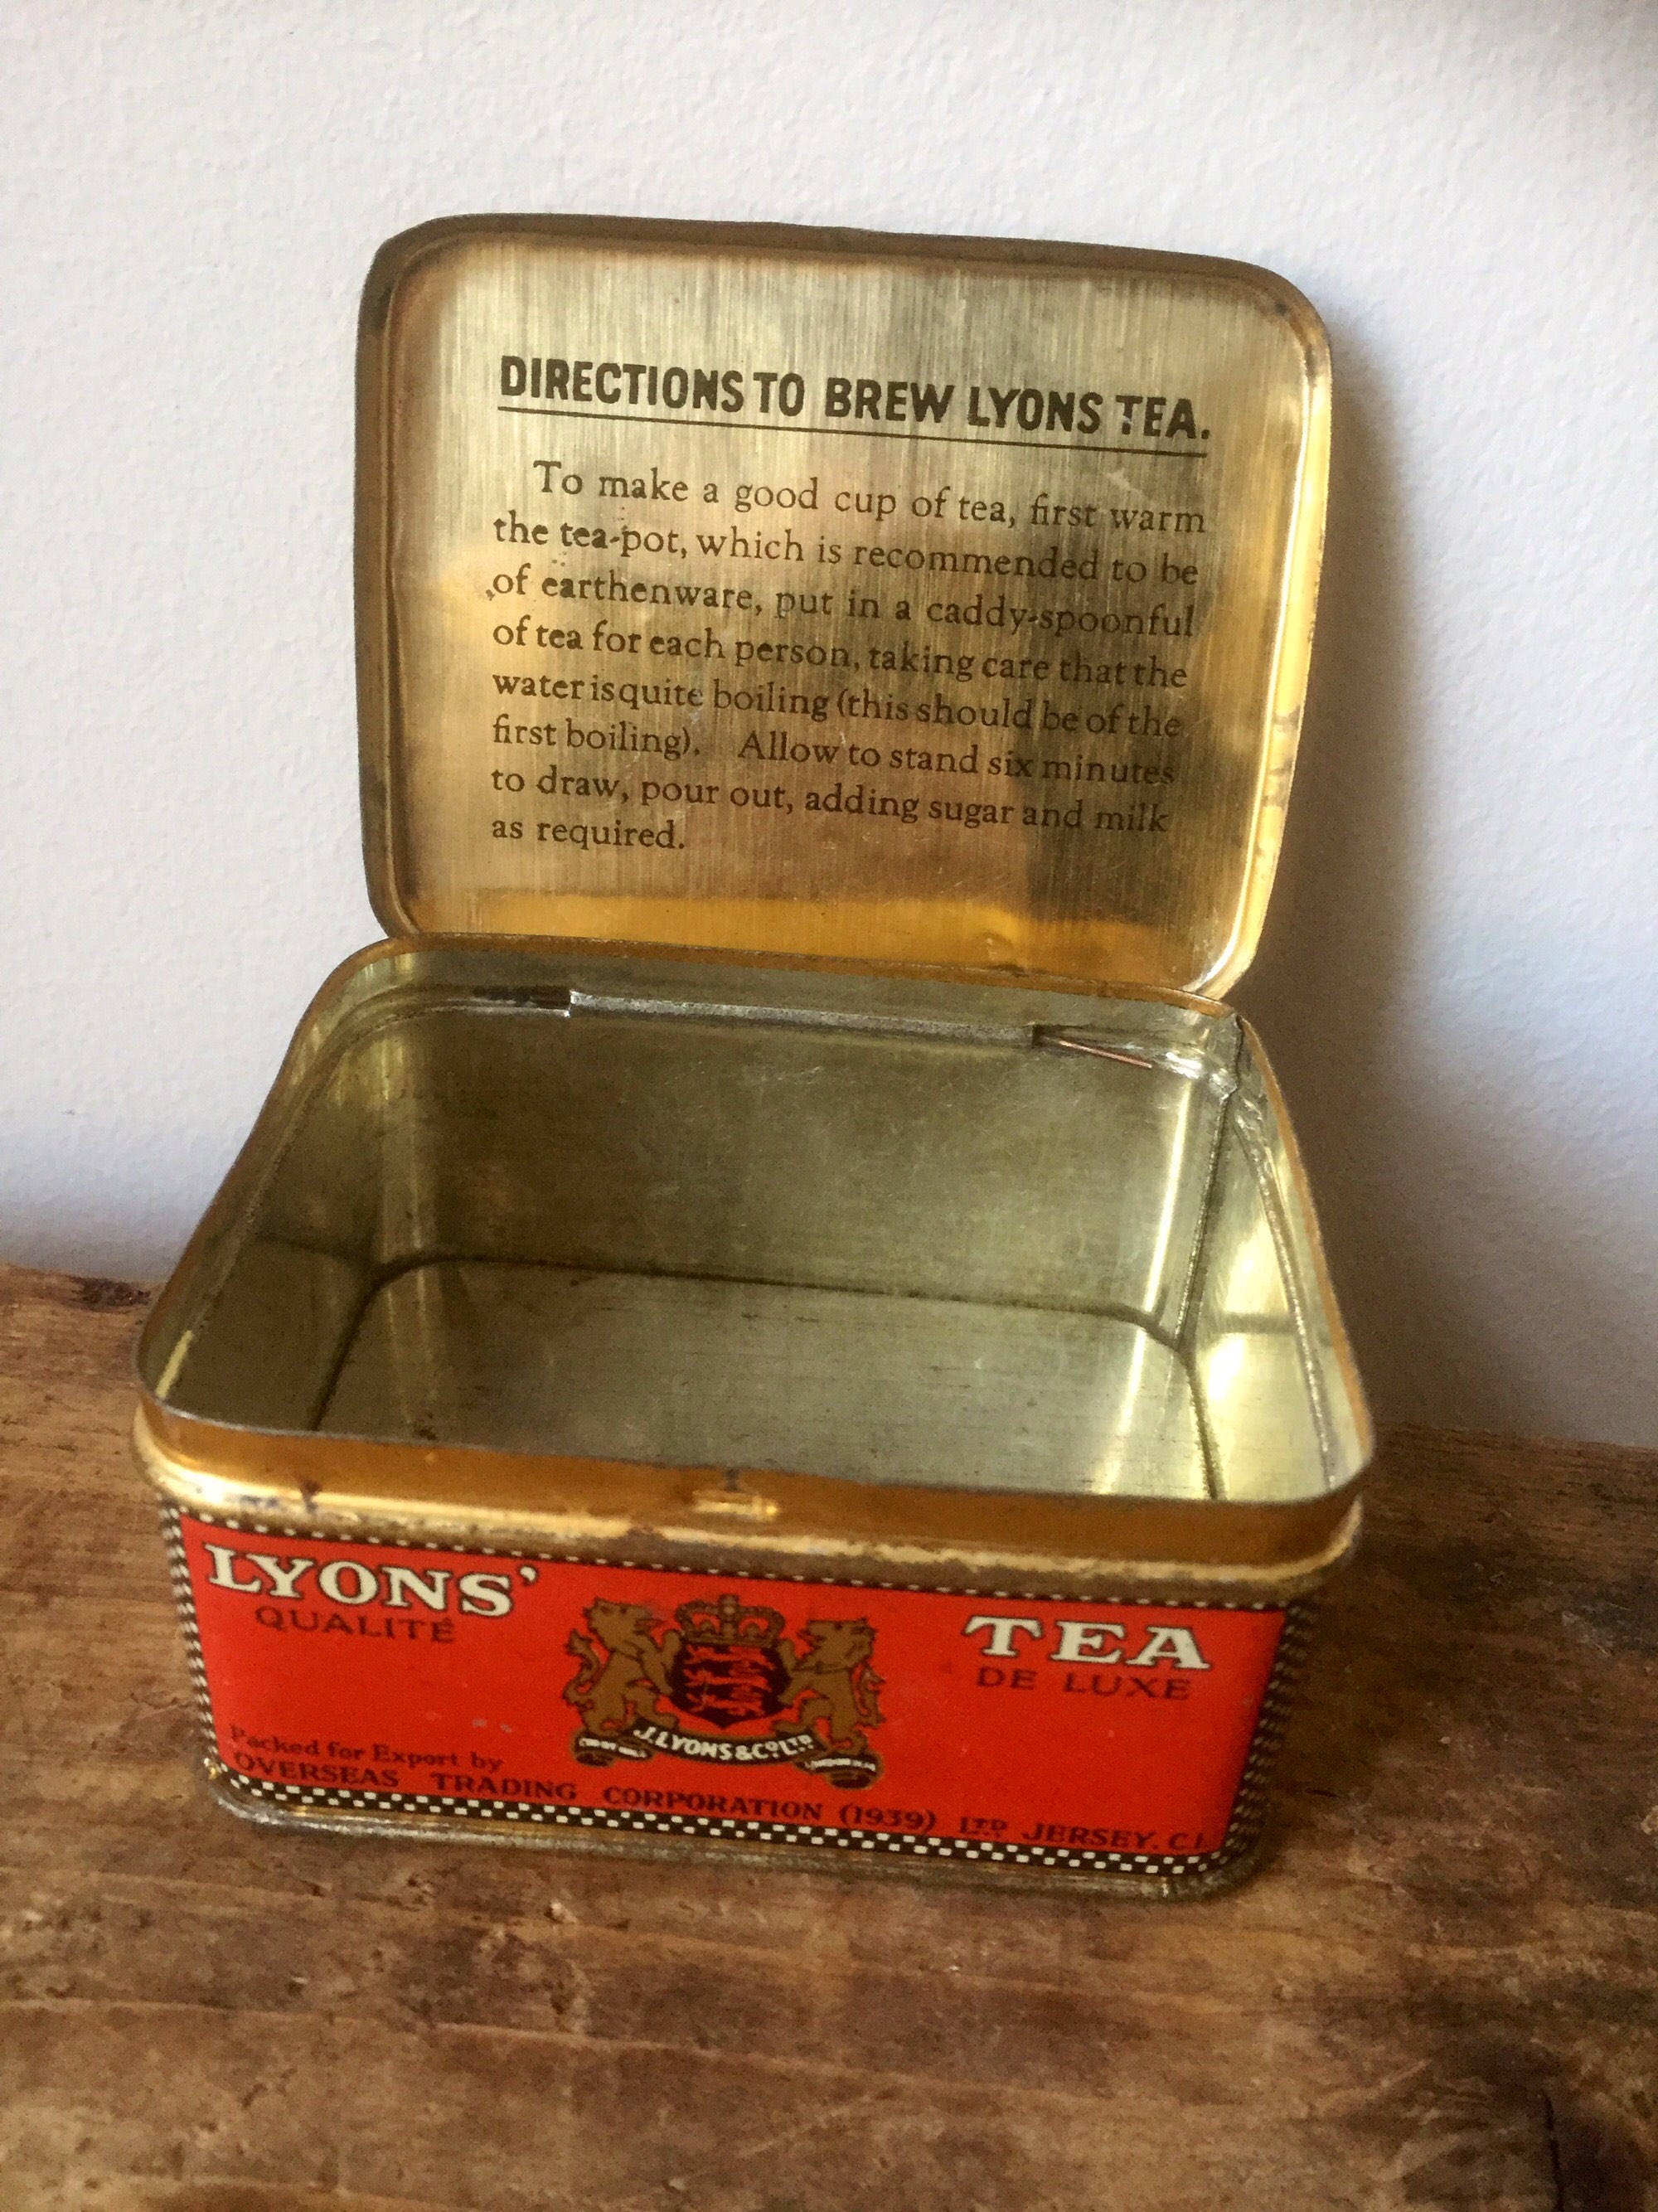 DIRECTIONS TO BREW LYONS TEA.
To make a good cup of tea, first warm
the tea-pot, which is recommended to be
of earthenware, put in a caddy-spoonful
of tea for each person, taking care that the
water is quite boiling (this should be of the
first boiling). Allow to stand six minutes
to draw, pour out, adding sugar and milk
as required.
LYONS' TEA
QUALITÉ DE LUXE
J. LYONS & Co LTD
Packed for Export by
OVERSEAS TRADING CORPORATION (1939) LTD JERSEY. C.I.